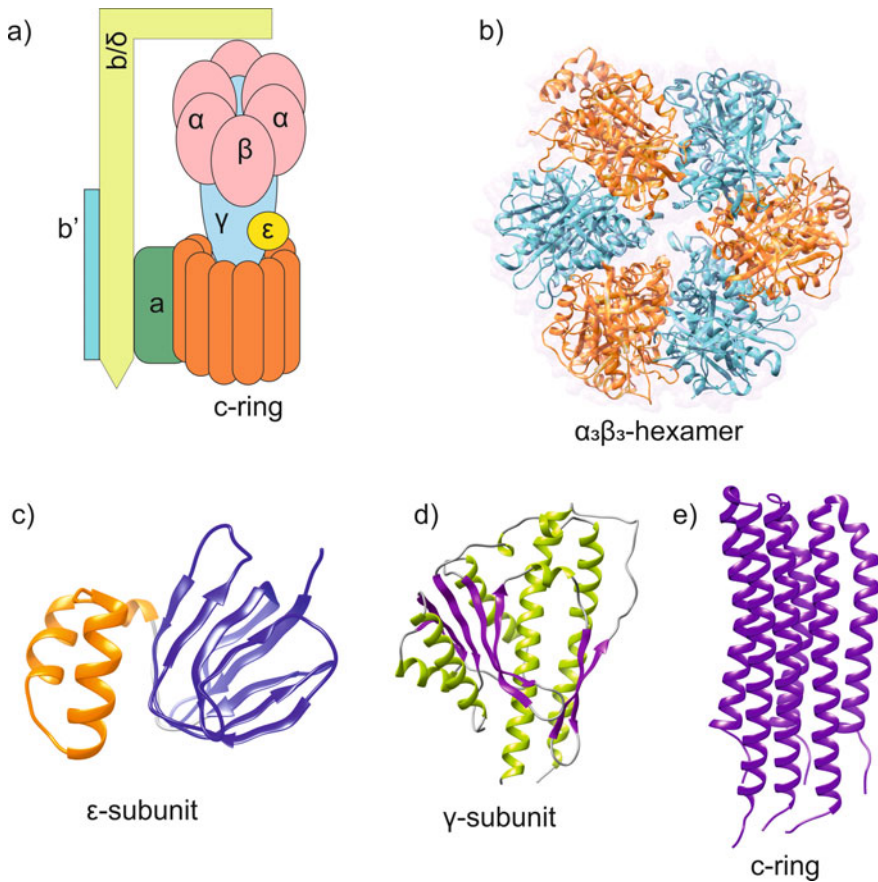 a)
b/δ
α
α
β
b'
γ
ε
a
c-ring
b)
α₃β₃-hexamer
c)
ε-subunit
d)
γ-subunit
e)
c-ring